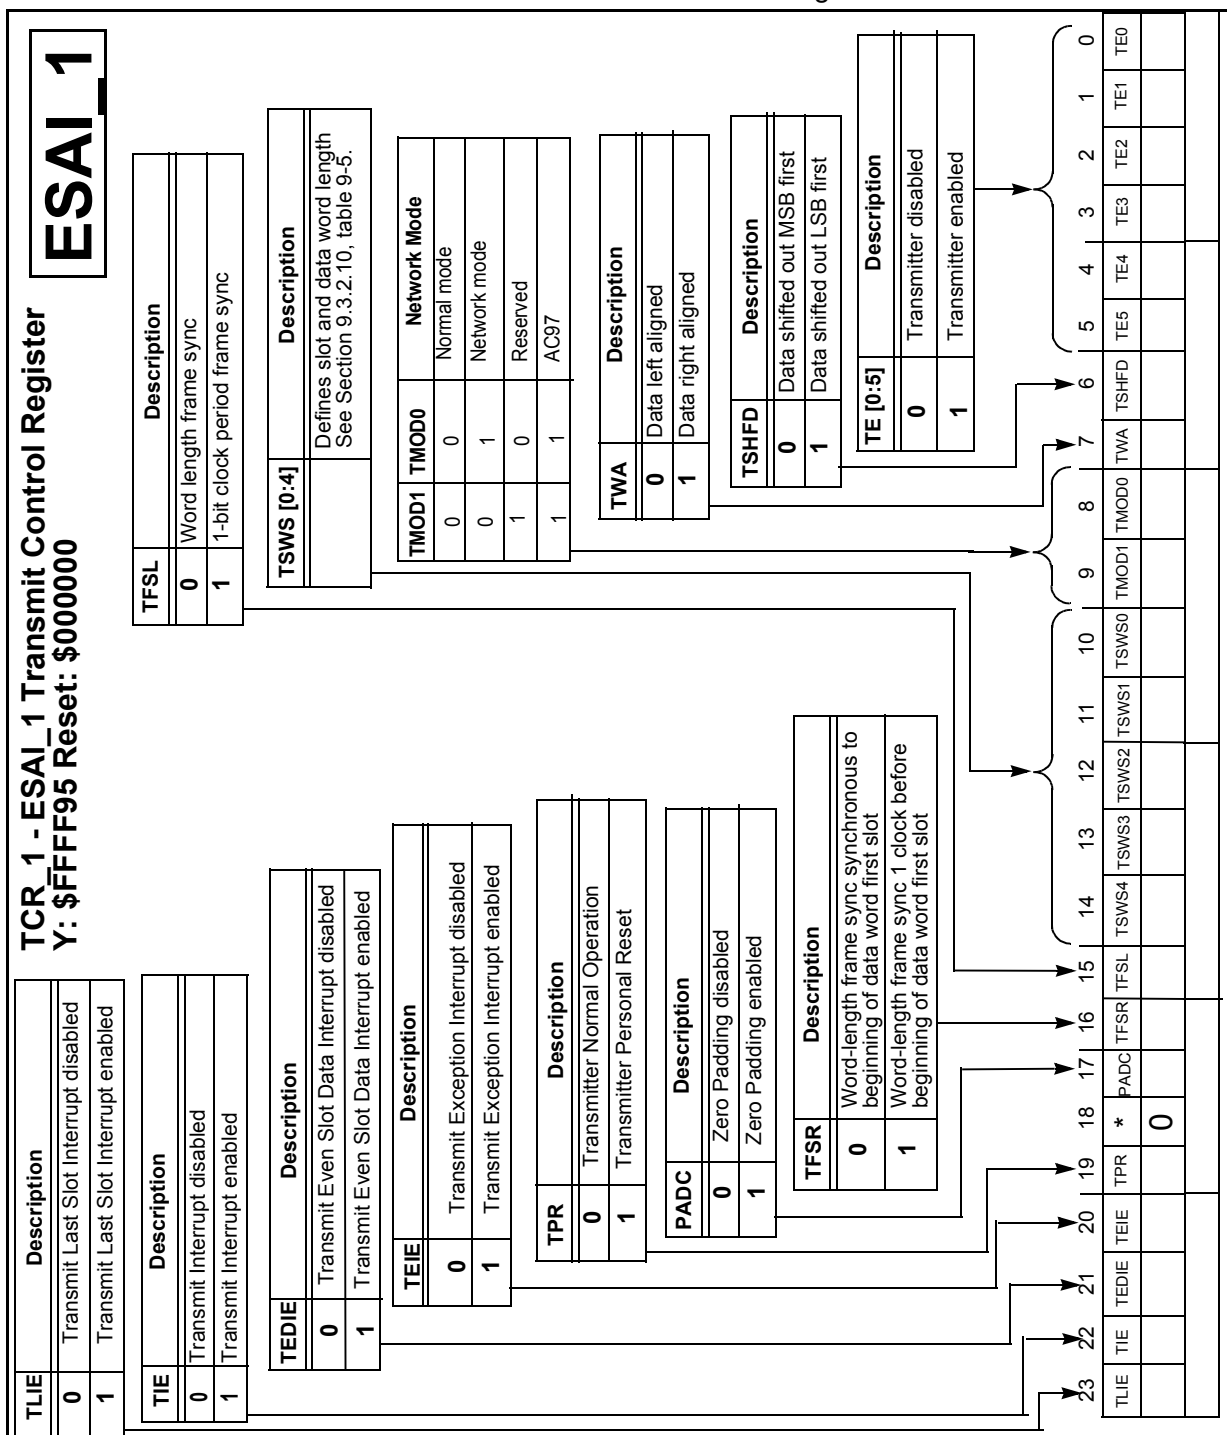 TCR_1 - ESAI_1 Transmit Control Register
Y: $FFFF95 Reset: $000000
ESAI_1
TLIE Description
0 Transmit Last Slot Interrupt disabled
1 Transmit Last Slot Interrupt enabled
TIE Description
0 Transmit Interrupt disabled
1 Transmit Interrupt enabled
TEDIE Description
0 Transmit Even Slot Data Interrupt disabled
1 Transmit Even Slot Data Interrupt enabled
TEIE Description
0 Transmit Exception Interrupt disabled
1 Transmit Exception Interrupt enabled
TPR Description
0 Transmitter Normal Operation
1 Transmitter Personal Reset
PADC Description
0 Zero Padding disabled
1 Zero Padding enabled
TFSR Description
0 Word-length frame sync synchronous to
beginning of data word first slot
1 Word-length frame sync 1 clock before
beginning of data word first slot
TFSL Description
0 Word length frame sync
1 1-bit clock period frame sync
TSWS [0:4] Description
Defines slot and data word length
See Section 9.3.2.10, table 9-5.
TMOD1 TMOD0 Network Mode
0 0 Normal mode
0 1 Network mode
1 0 Reserved
1 1 AC97
TWA Description
0 Data left aligned
1 Data right aligned
TSHFD Description
0 Data shifted out MSB first
1 Data shifted out LSB first
TE [0:5] Description
0 Transmitter disabled
1 Transmitter enabled
23 22 21 20 19 18 17 16 15 14 13 12 11 10 9 8 7 6 5 4 3 2 1 0
TLIE TIE TEDIE TEIE TPR * PADC TFSR TFSL TSWS4 TSWS3 TSWS2 TSWS1 TSWS0 TMOD1 TMOD0 TWA TSHFD TE5 TE4 TE3 TE2 TE1 TE0
0